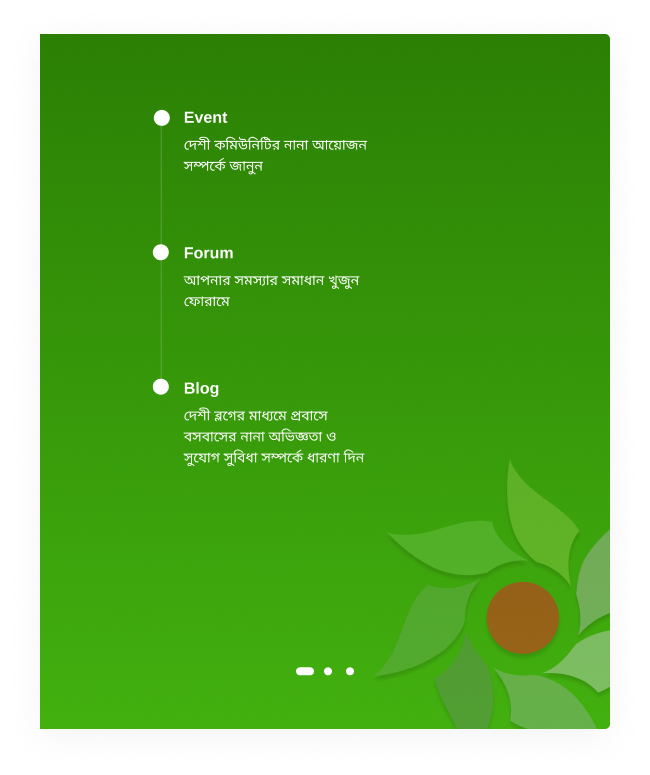 Event
দেশী কমিউনিটির নানা আয়োজন
সম্পর্কে জানুন
Forum
আপনার সমস্যার সমাধান খুজুন
ফোরামে
Blog
দেশী ব্লগের মাধ্যমে প্রবাসে
বসবাসের নানা অভিজ্ঞতা ও
সুযোগ সুবিধা সম্পর্কে ধারণা দিন